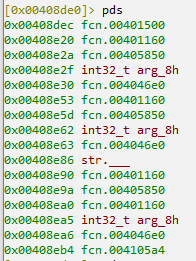 [0x00408de0]> pds
0x00408dec fcn.00401500
0x00408e20 fcn.00401160
0x00408e2a fcn.00405850
0x00408e2f int32_t arg_8h
0x00408e30 fcn.004046e0
0x00408e53 fcn.00401160
0x00408e5d fcn.00405850
0x00408e62 int32_t arg_8h
0x00408e63 fcn.004046e0
0x00408e86 str.___
0x00408e90 fcn.00401160
0x00408e9a fcn.00405850
0x00408ea0 fcn.00401160
0x00408ea5 int32_t arg_8h
0x00408ea6 fcn.004046e0
0x00408eb4 fcn.004105a4